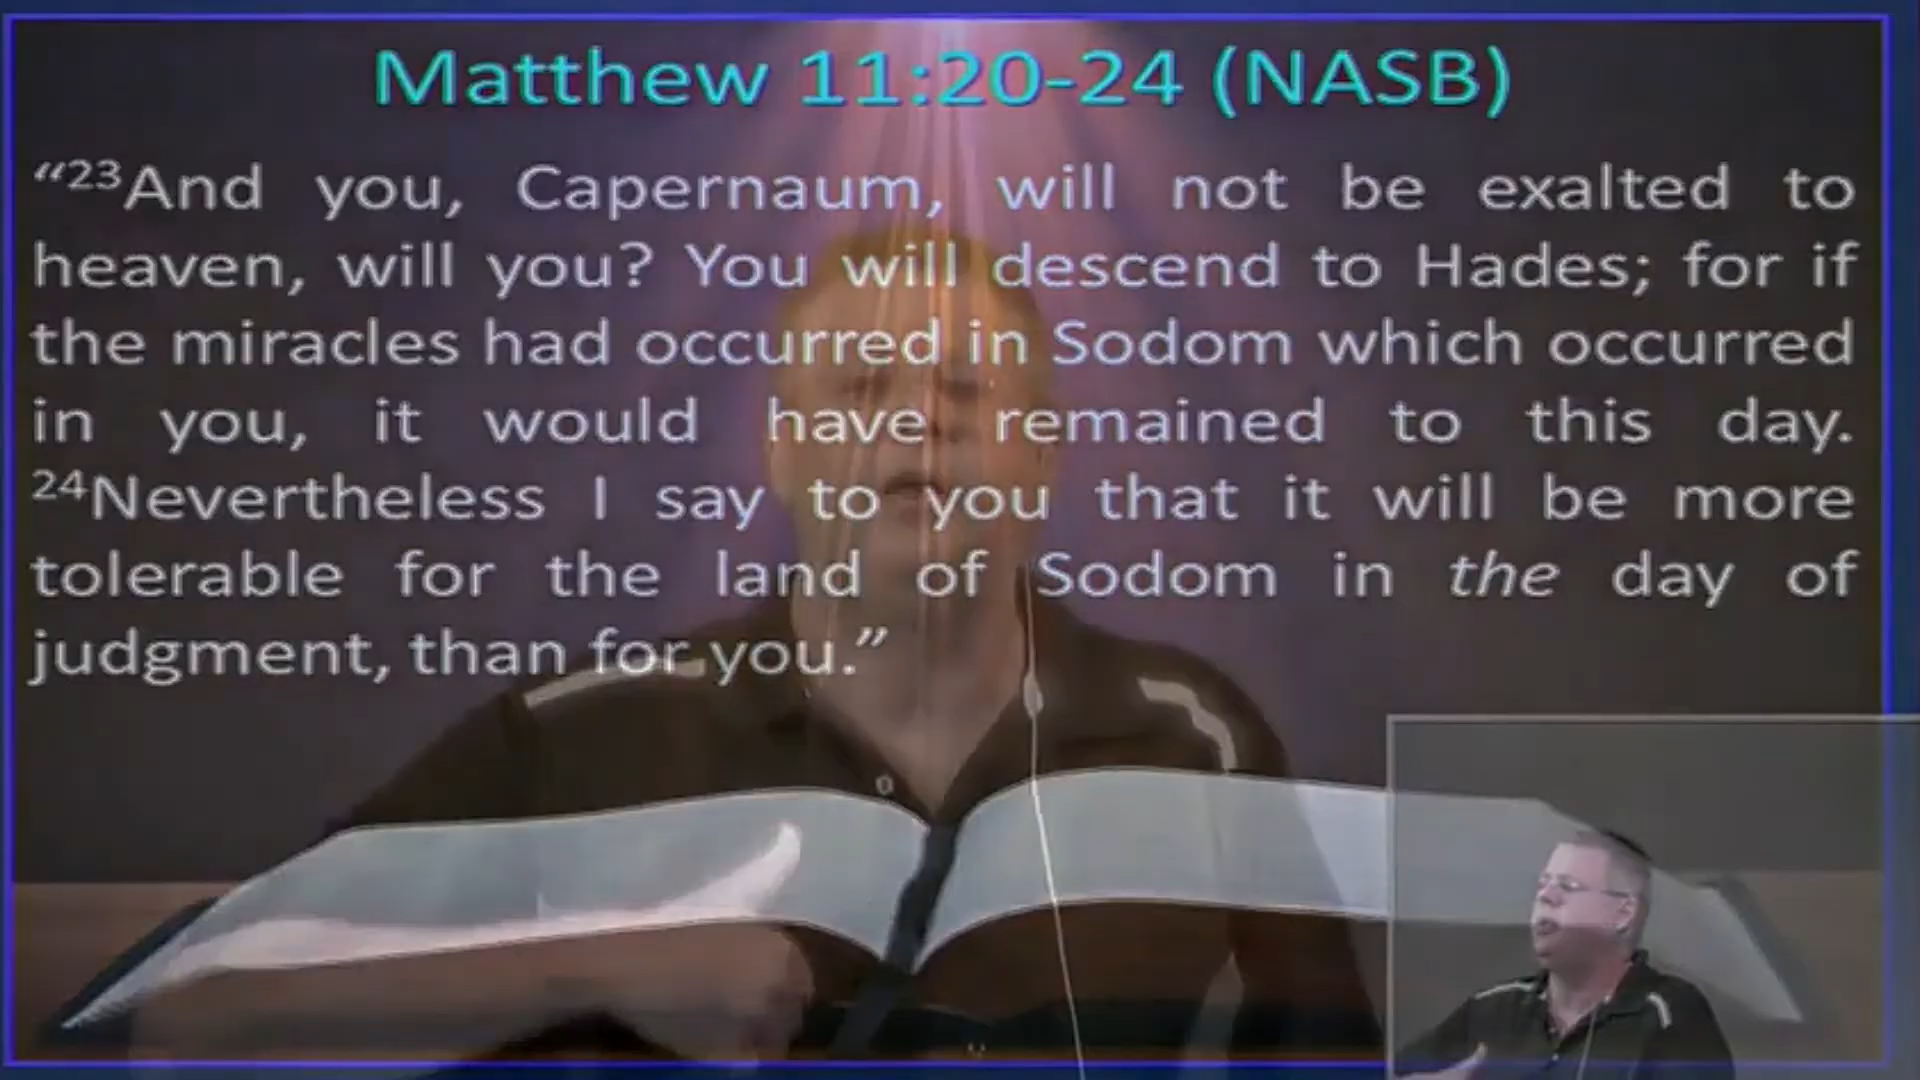 Matthew 11:20-24 (NASB)
“²³And you, Capernaum, will not be exalted to
heaven, will you? You will descend to Hades; for if
the miracles had occurred in Sodom which occurred
in you, it would have remained to this day.
²⁴Nevertheless I say to you that it will be more
tolerable for the land of Sodom in the day of
judgment, than for you.”